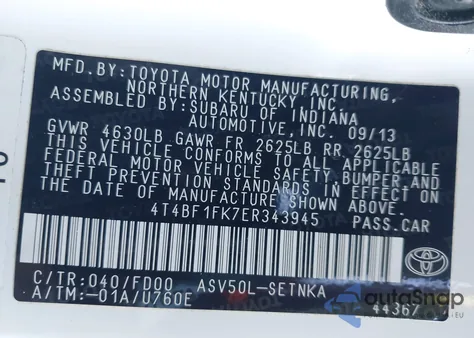 MFD. BY: TOYOTA MOTOR MANUFACTURING,
NORTHERN KENTUCKY, INC.
ASSEMBLED BY: SUBARU OF INDIANA
AUTOMOTIVE, INC. 09/13
GVWR 4630LB GAWR FR 2625LB RR 2625LB
THIS VEHICLE CONFORMS TO ALL APPLICABLE
FEDERAL MOTOR VEHICLE SAFETY, BUMPER, AND
THEFT PREVENTION STANDARDS IN EFFECT ON
THE DATE OF MANUFACTURE SHOWN ABOVE.
4T4BF1FK7ER343945
PASS.CAR
C/TR: 040/FD00 ASV50L-SETNKA
A/TM:-01A/U760E
TOYOTA
44367
autoSnap